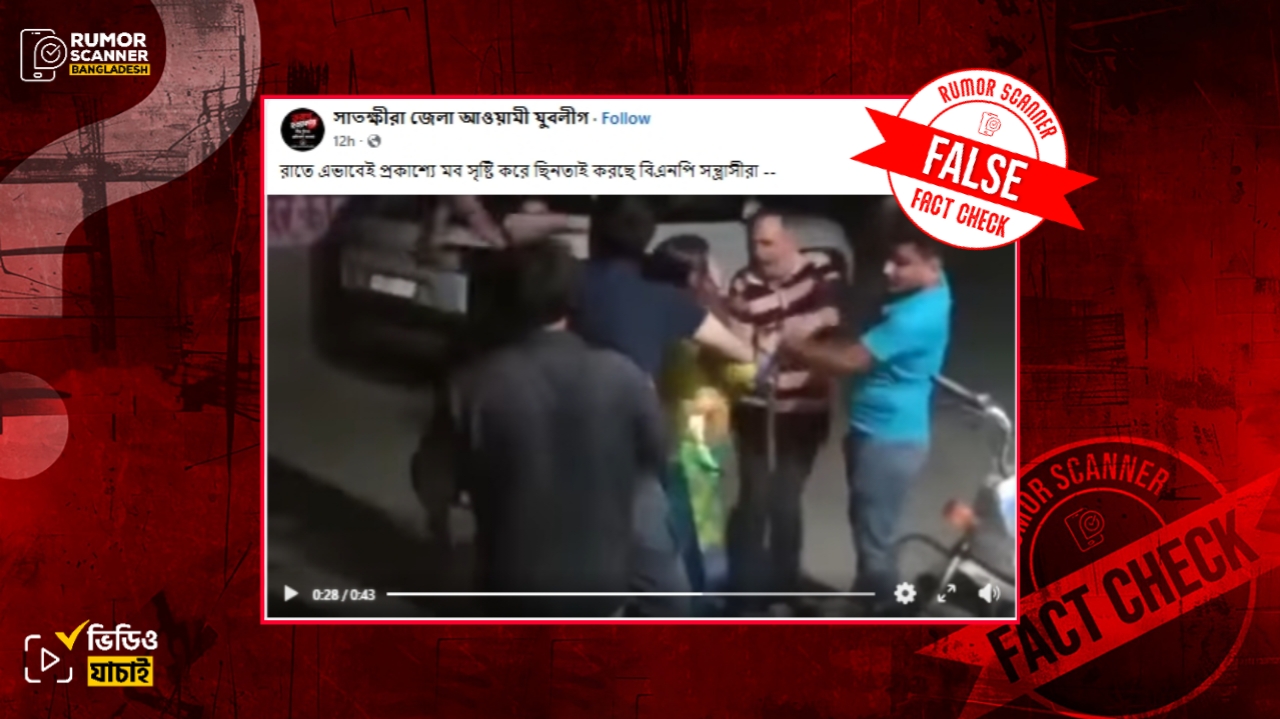 RUMOR
SCANNER
BANGLADESH
সাতক্ষীরা জেলা আওয়ামী যুবলীগ · Follow
12h ·
রাতে এভাবেই প্রকাশ্যে মব সৃষ্টি করে ছিনতাই করছে বিএনপি সন্ত্রাসীরা --
RUMOR SCANNER
FALSE
FACT CHECK
0:28 / 0:43
RUMOR SCANNER
FACT CHECK
ভিডিও
যাচাই